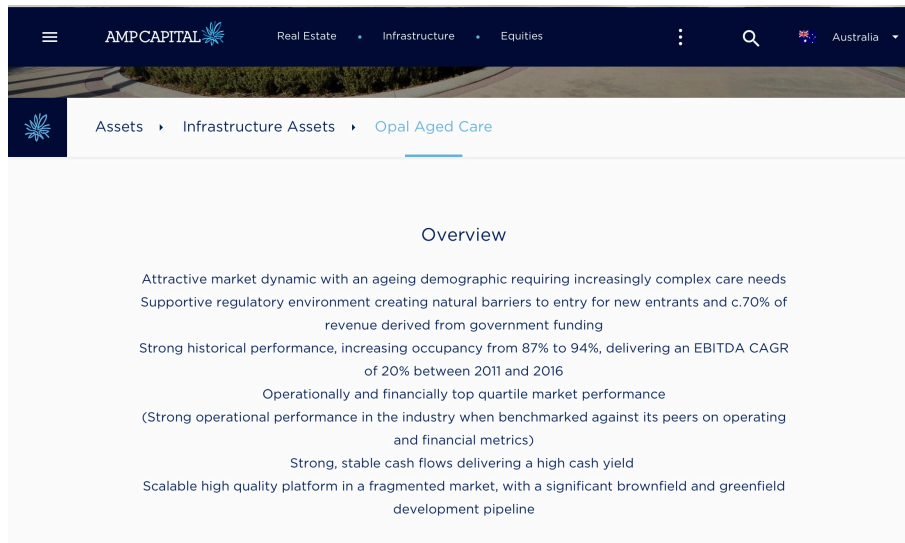 AMP CAPITAL
Real Estate • Infrastructure • Equities
Australia
Assets ▸ Infrastructure Assets ▸ Opal Aged Care
Overview
Attractive market dynamic with an ageing demographic requiring increasingly complex care needs
Supportive regulatory environment creating natural barriers to entry for new entrants and c.70% of
revenue derived from government funding
Strong historical performance, increasing occupancy from 87% to 94%, delivering an EBITDA CAGR
of 20% between 2011 and 2016
Operationally and financially top quartile market performance
(Strong operational performance in the industry when benchmarked against its peers on operating
and financial metrics)
Strong, stable cash flows delivering a high cash yield
Scalable high quality platform in a fragmented market, with a significant brownfield and greenfield
development pipeline